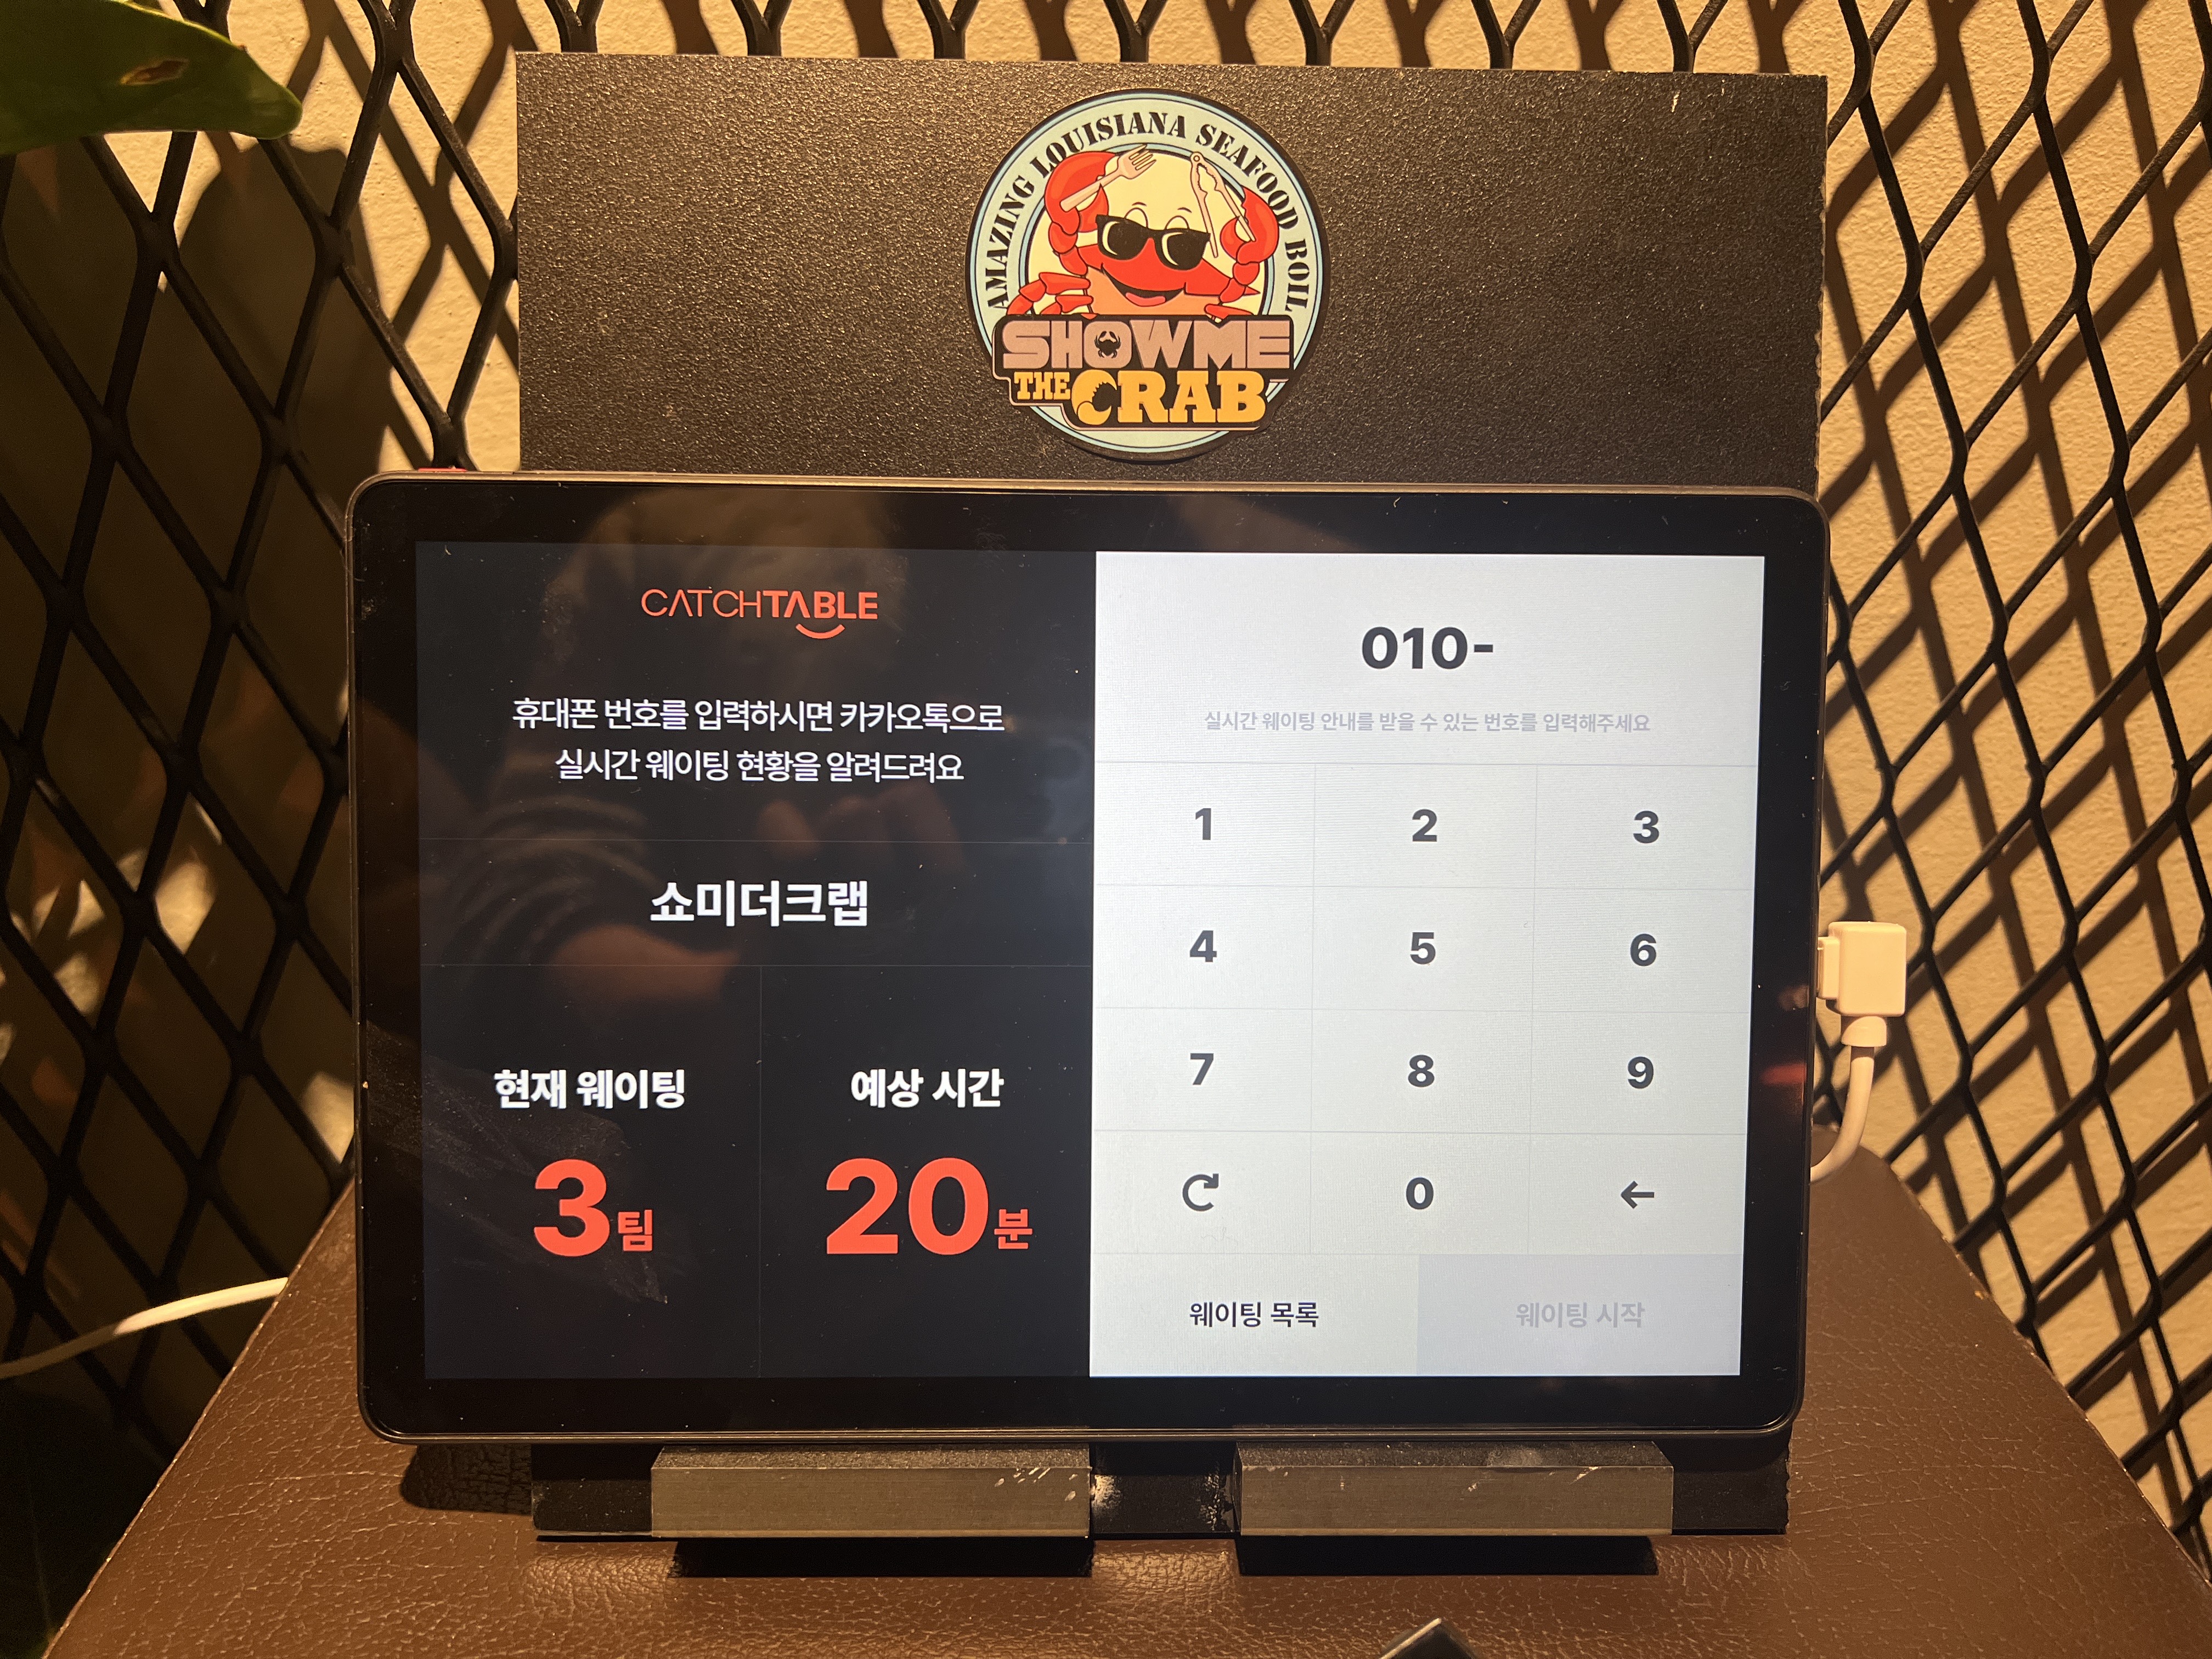 AMAZING LOUISIANA SEAFOOD BOIL
SHOW ME
THE CRAB
CATCHTABLE
휴대폰 번호를 입력하시면 카카오톡으로
실시간 웨이팅 현황을 알려드려요
쇼미더크랩
현재 웨이팅
3팀
예상 시간
20분
010-
실시간 웨이팅 안내를 받을 수 있는 번호를 입력해주세요
1 2 3
4 5 6
7 8 9
0
웨이팅 목록
웨이팅 시작